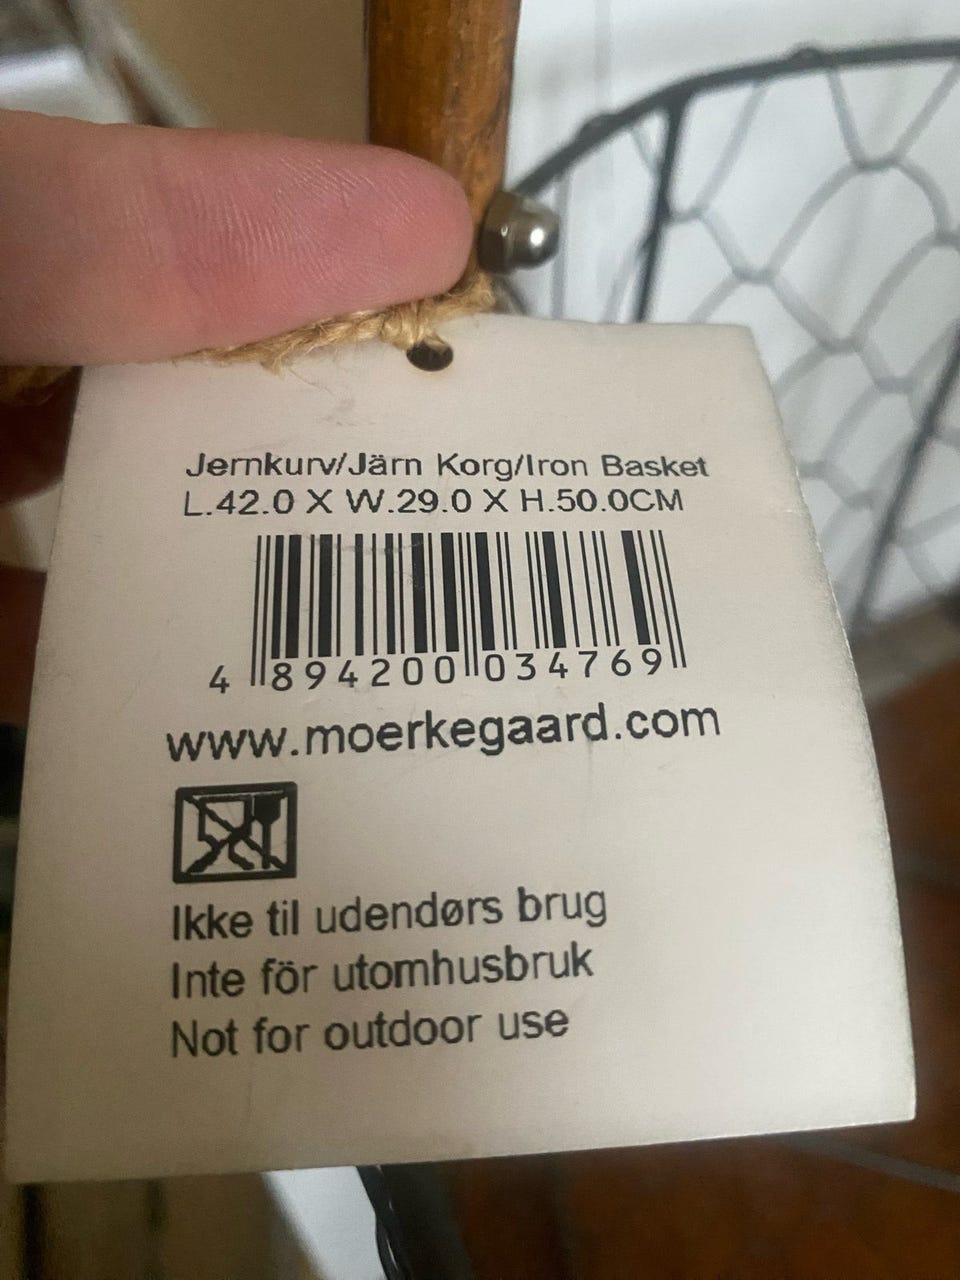 Jernkurv/Järn Korg/Iron Basket
L.42.0 X W.29.0 X H.50.0CM
4 894200 034769
www.moerkegaard.com
Ikke til udendørs brug
Inte för utomhusbruk
Not for outdoor use